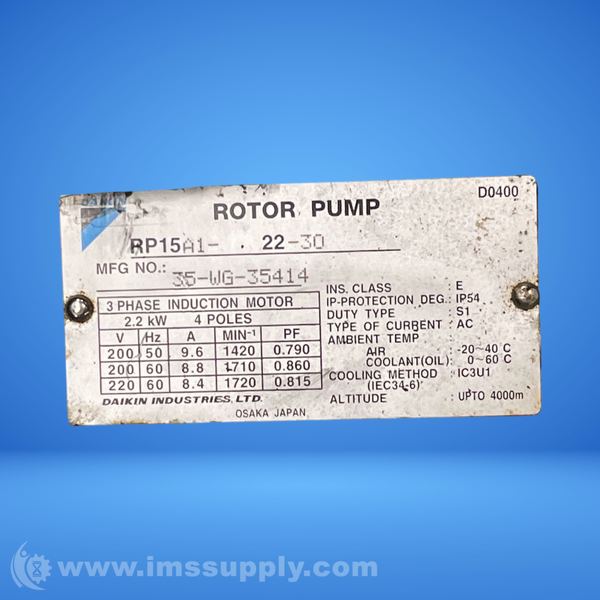 D0400
DAIKIN
ROTOR PUMP
RP15A1- . 22-30
MFG NO.: 35-WG-35414
3 PHASE INDUCTION MOTOR
2.2 kW 4 POLES
V Hz A MIN⁻¹ PF
200 50 9.6 1420 0.790
200 60 8.8 1710 0.860
220 60 8.4 1720 0.815
DAIKIN INDUSTRIES, LTD.
OSAKA JAPAN
INS. CLASS : E
IP-PROTECTION DEG. : IP54
DUTY TYPE : S1
TYPE OF CURRENT : AC
AMBIENT TEMP :
AIR -20~40 C
COOLANT(OIL) : 0~60 C
COOLING METHOD : IC3U1
(IEC34-6)
ALTITUDE : UPTO 4000m
www.imssupply.com